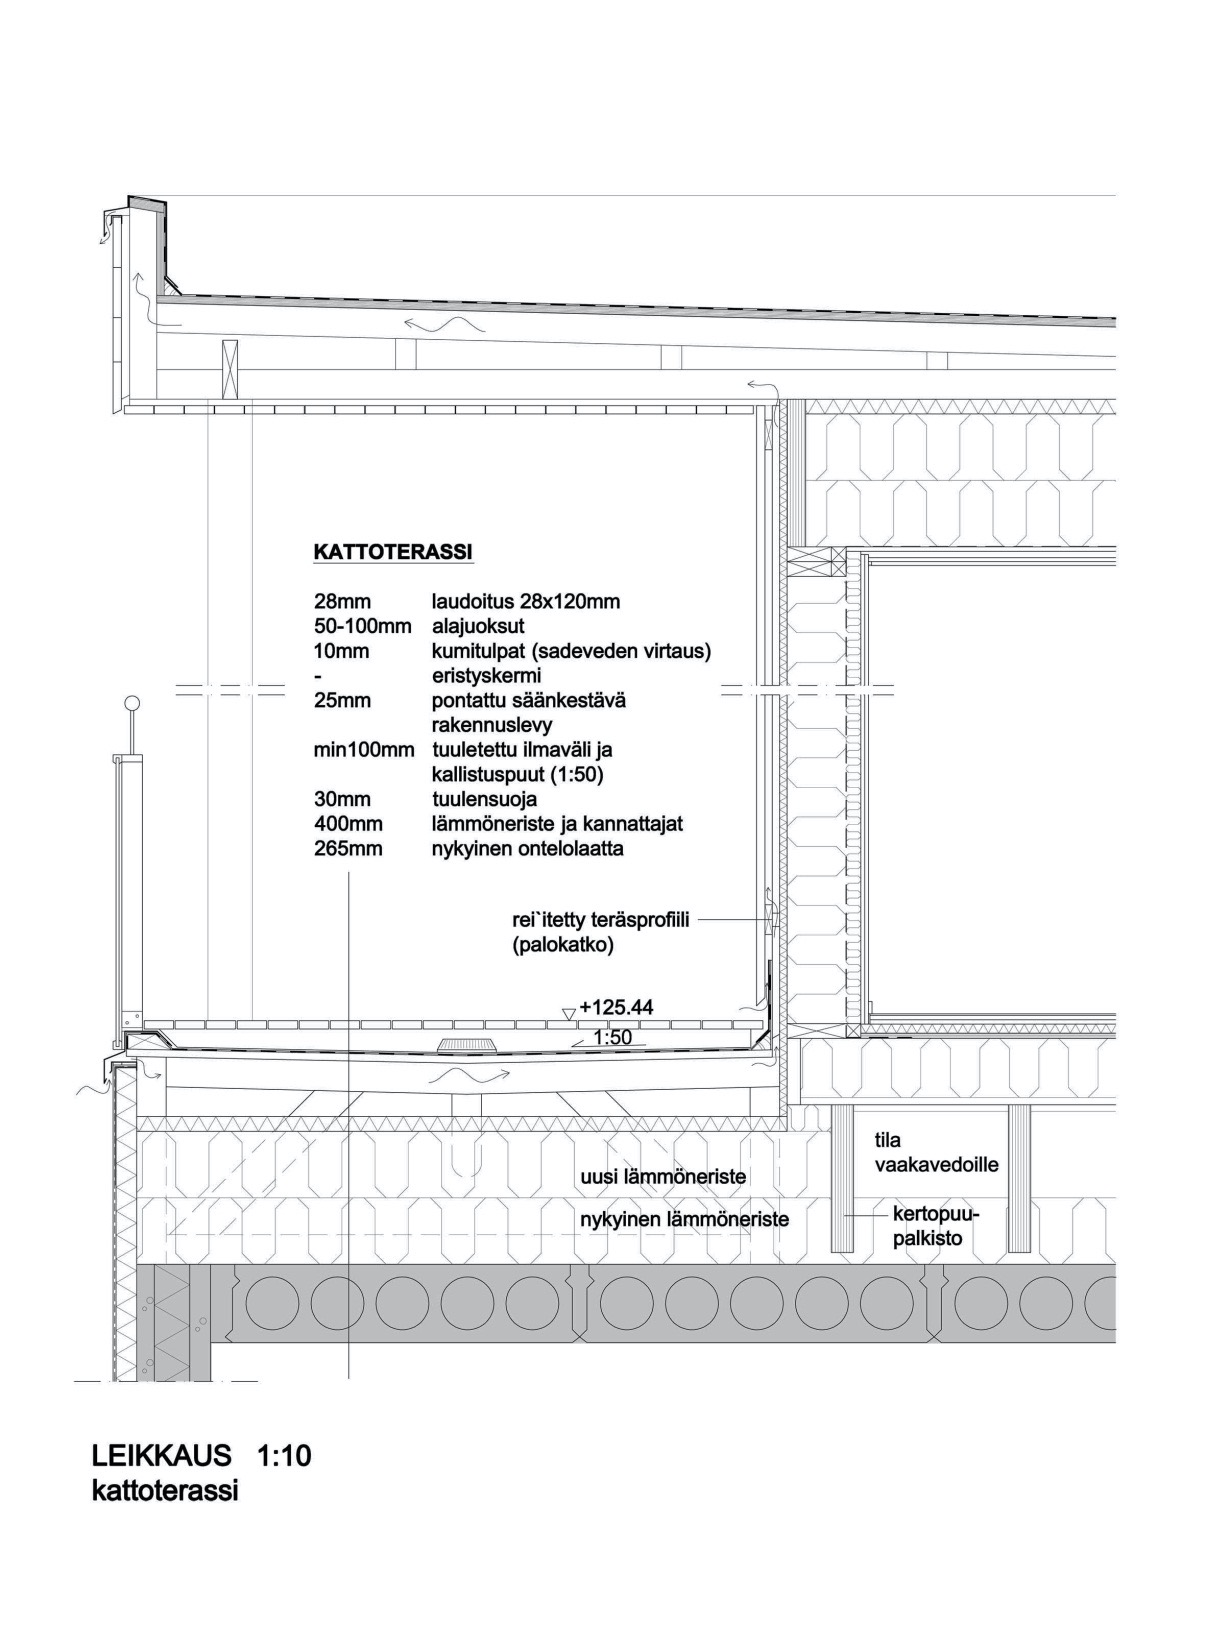 KATTOTERASSI
28mm laudoitus 28x120mm
50-100mm alajuoksut
10mm kumitulpat (sadeveden virtaus)
- eristyskermi
25mm pontattu säänkestävä
rakennuslevy
min100mm tuuletettu ilmaväli ja
kallistuspuut (1:50)
30mm tuulensuoja
400mm lämmöneriste ja kannattajat
265mm nykyinen ontelolaatta
rei`itetty teräsprofiili
(palokatko)
+125.44
1:50
tila
vaakavedoille
uusi lämmöneriste
nykyinen lämmöneriste
kertopuu-
palkisto
LEIKKAUS 1:10
kattoterassi